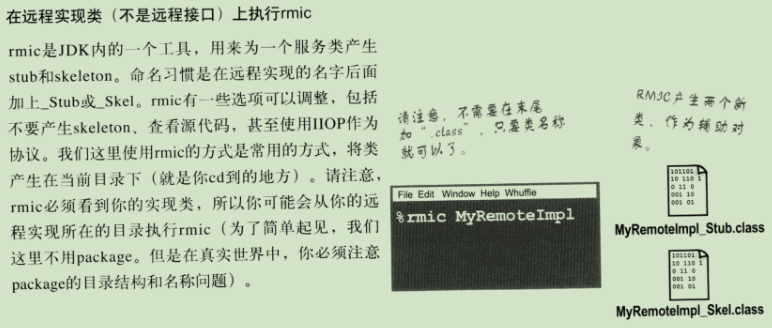 在远程实现类（不是远程接口）上执行rmic
rmic是JDK内的一个工具，用来为一个服务类产生
stub和skeleton。命名习惯是在远程实现的名字后面
加上_Stub或_Skel。rmic有一些选项可以调整，包括
不要产生skeleton、查看源代码，甚至使用IIOP作为
协议。我们这里使用rmic的方式是常用的方式，将类
产生在当前目录下（就是你cd到的地方）。请注意，
rmic必须看到你的实现类，所以你可能会从你的远
程实现所在的目录执行rmic（为了简单起见，我们
这里不用package。但是在真实世界中，你必须注意
package的目录结构和名称问题）。
请注意，不需要在末尾
加“.class”，只要类名称
就可以了。
File Edit Window Help Whuffie
%rmic MyRemoteImpl
RMIC产生两个新
类，作为辅助对
象。
101101
10 110 1
0 11 0
001 10
001 01
MyRemoteImpl_Stub.class
101101
10 110 1
0 11 0
001 10
001 01
MyRemoteImpl_Skel.class